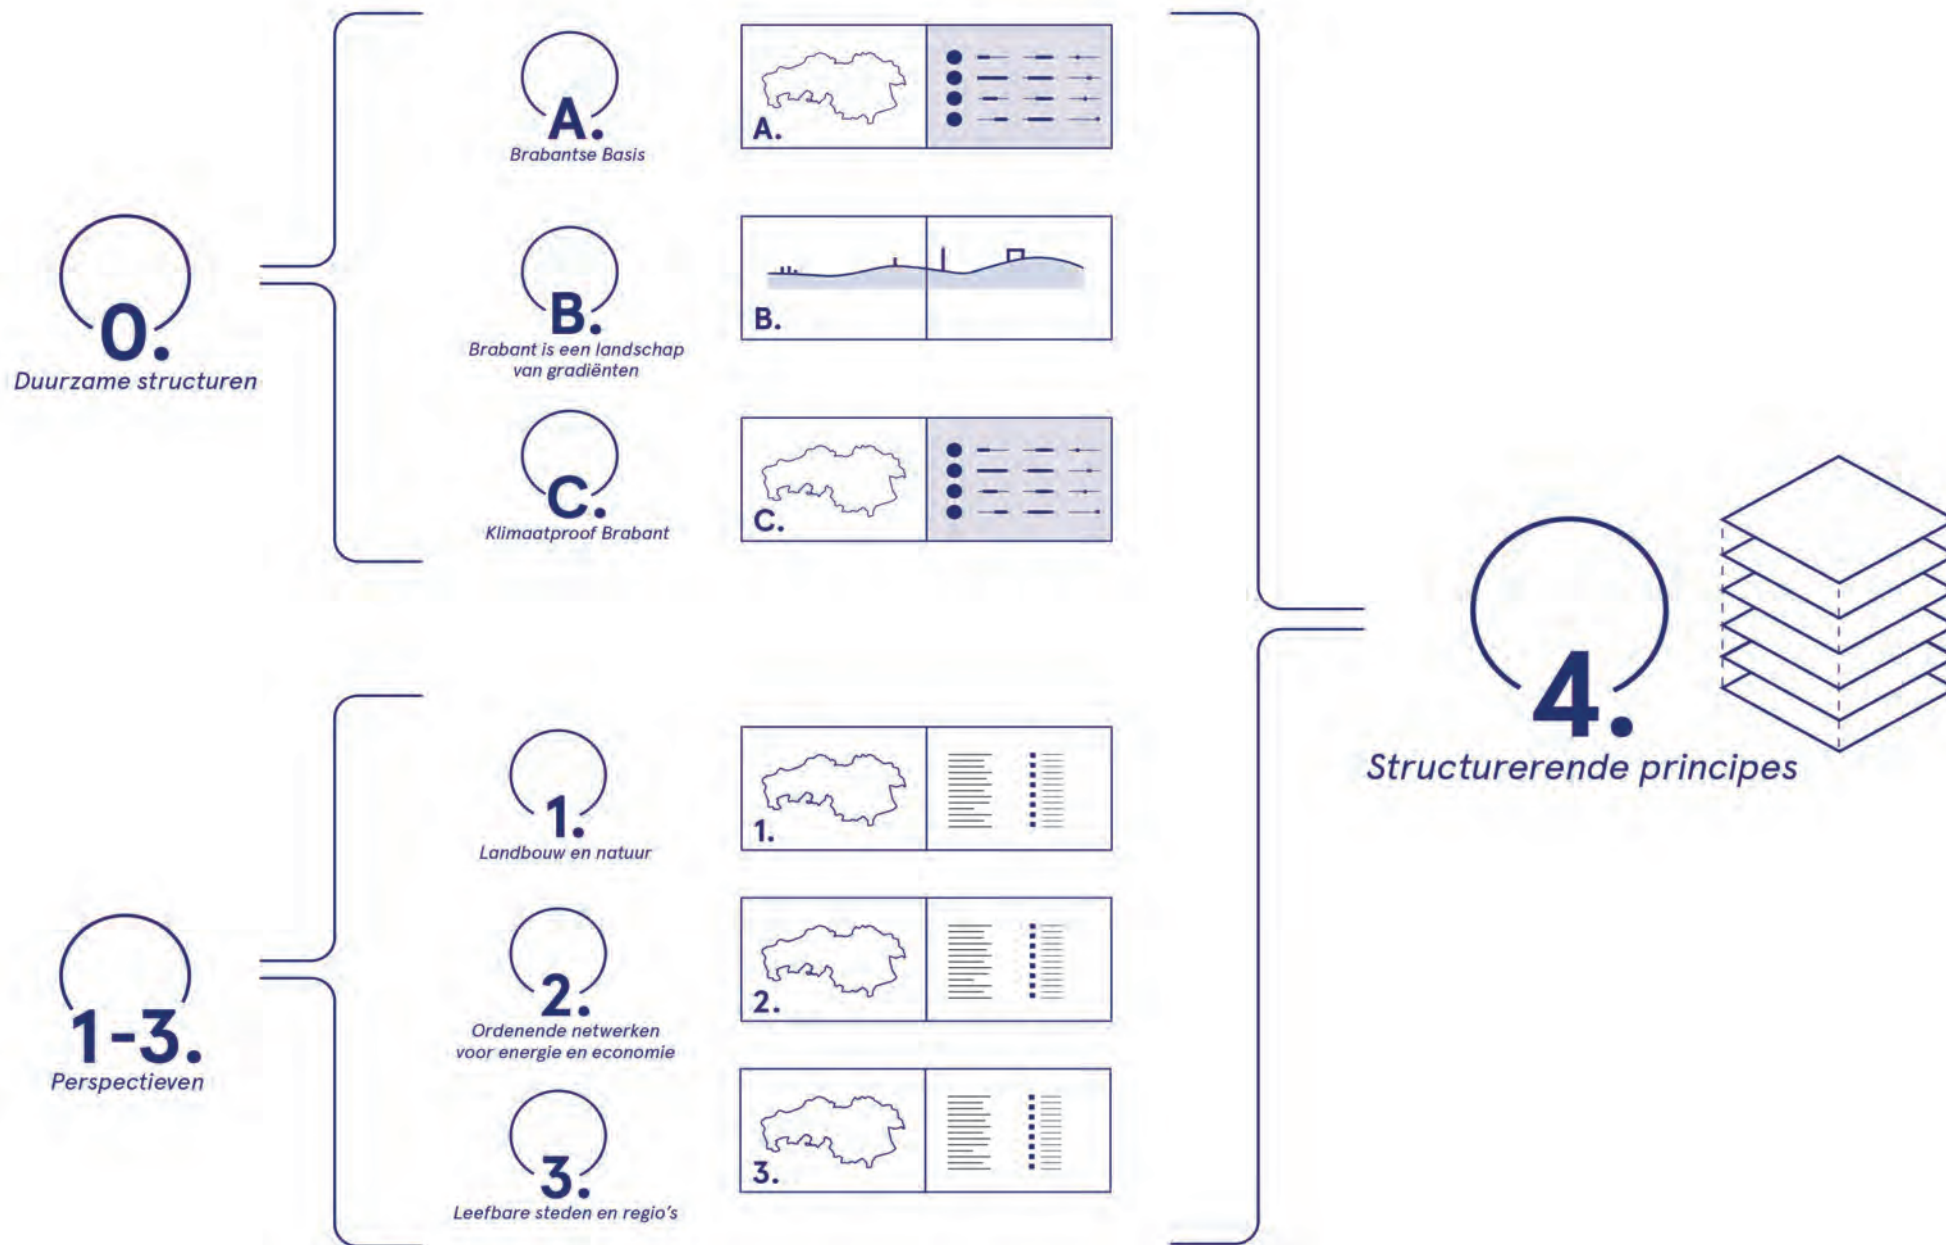 0.
Duurzame structuren
A.
Brabantse Basis
A.
B.
Brabant is een landschap
van gradiënten
B.
C.
Klimaatproof Brabant
C.
1-3.
Perspectieven
1.
Landbouw en natuur
1.
2.
Ordenende netwerken
voor energie en economie
2.
3.
Leefbare steden en regio's
3.
4.
Structurerende principes